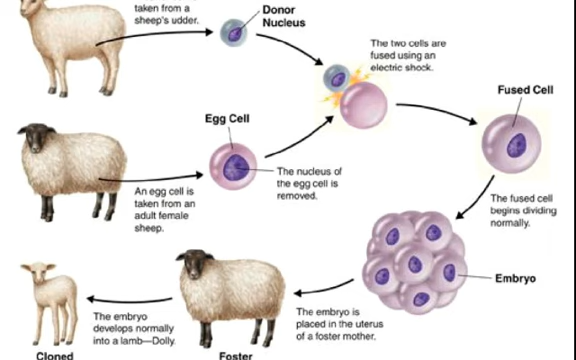 taken from a
sheep's udder.
Donor
Nucleus
The two cells are
fused using an
electric shock.
Fused Cell
Egg Cell
The nucleus of
the egg cell is
removed.
An egg cell is
taken from an
adult female
sheep.
The fused cell
begins dividing
normally.
Embryo
The embryo is
placed in the uterus
of a foster mother.
The embryo
develops normally
into a lamb—Dolly.
Cloned
Foster